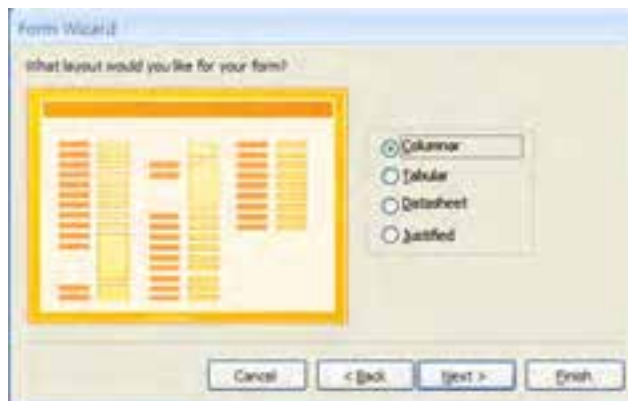 Form Wizard
What layout would you like for your form?
Columnar
Tabular
Datasheet
Justified
Cancel
< Back
Next >
Finish